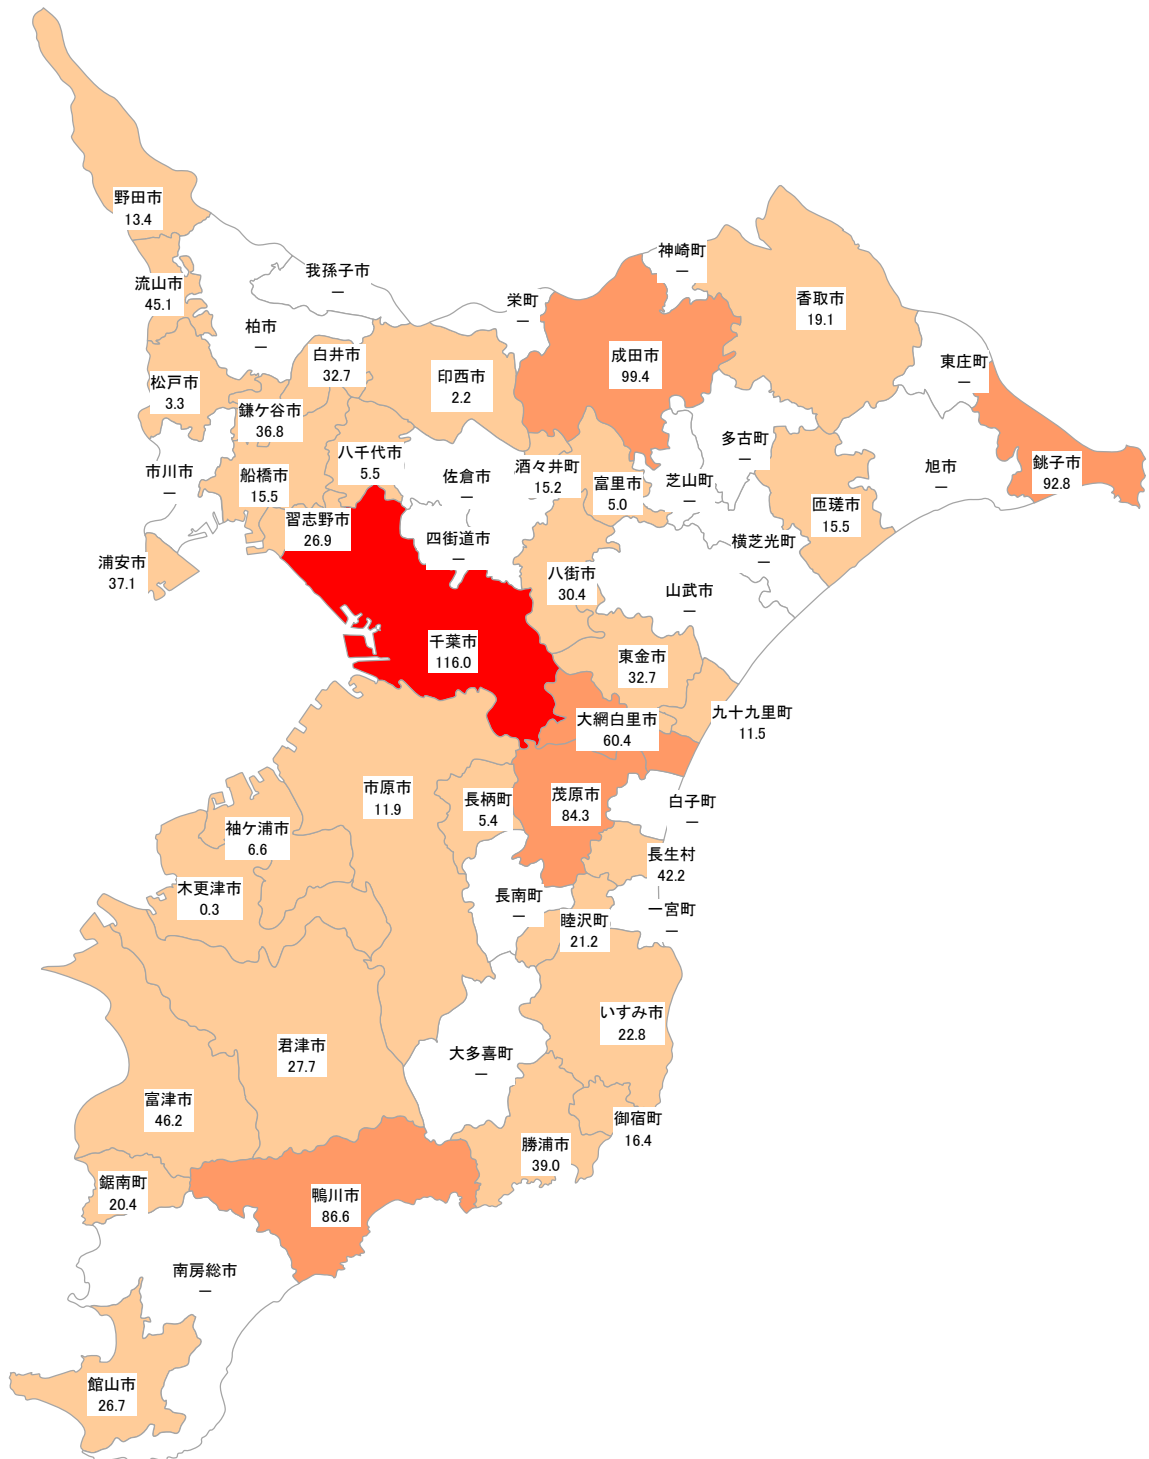 野田市
13.4
神崎町
―
我孫子市
―
流山市
45.1
栄町
―
香取市
19.1
柏市
―
白井市
32.7
成田市
99.4
東庄町
―
松戸市
3.3
印西市
2.2
鎌ケ谷市
36.8
多古町
―
八千代市
5.5
市川市
―
船橋市
15.5
佐倉市
―
酒々井町
15.2
富里市
5.0
芝山町
―
旭市
―
銚子市
92.8
匝瑳市
15.5
習志野市
26.9
四街道市
―
横芝光町
―
浦安市
37.1
八街市
30.4
山武市
―
千葉市
116.0
東金市
32.7
大網白里市
60.4
九十九里町
11.5
市原市
11.9
長柄町
5.4
茂原市
84.3
白子町
―
袖ケ浦市
6.6
長生村
42.2
木更津市
0.3
長南町
―
一宮町
―
睦沢町
21.2
いすみ市
22.8
君津市
27.7
大多喜町
―
富津市
46.2
御宿町
16.4
勝浦市
39.0
鋸南町
20.4
鴨川市
86.6
南房総市
―
館山市
26.7